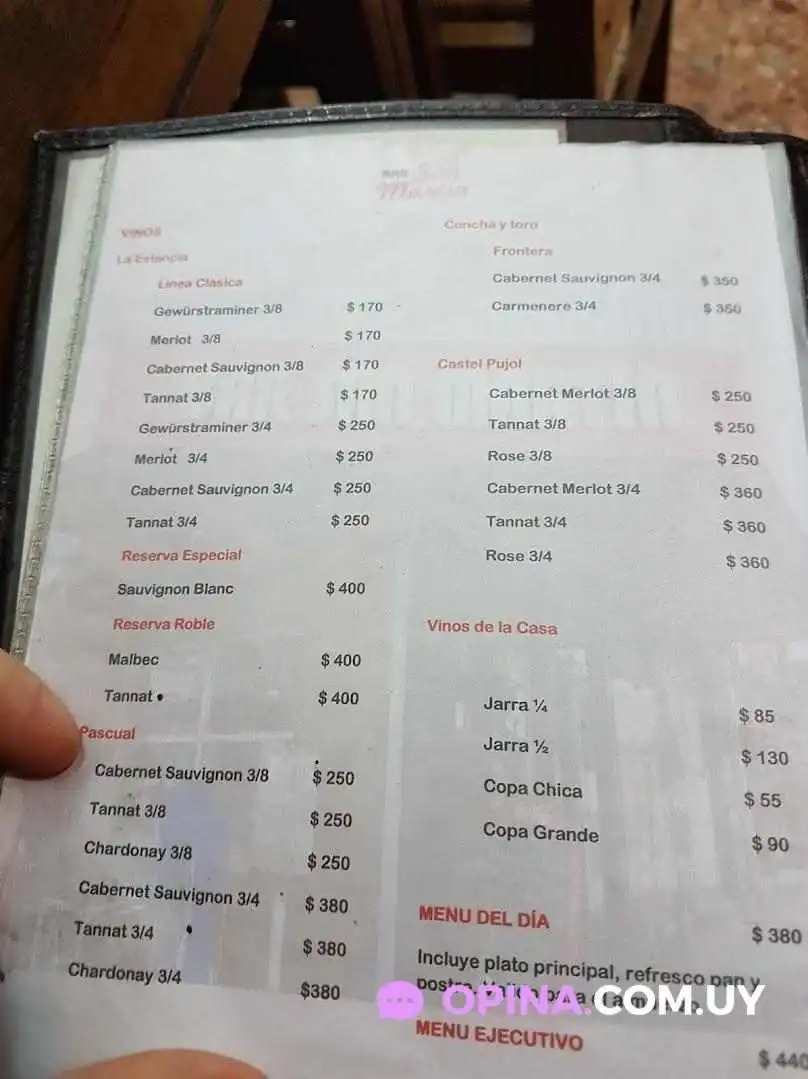 BAR San
Martin
VINOS
La Estancia
Linea Clasica
Gewürstraminer 3/8 $ 170
Merlot 3/8 $ 170
Cabernet Sauvignon 3/8 $ 170
Tannat 3/8 $ 170
Gewürstraminer 3/4 $ 250
Merlot 3/4 $ 250
Cabernet Sauvignon 3/4 $ 250
Tannat 3/4 $ 250
Reserva Especial
Sauvignon Blanc $ 400
Reserva Roble
Malbec $ 400
Tannat $ 400
Pascual
Cabernet Sauvignon 3/8 $ 250
Tannat 3/8 $ 250
Chardonay 3/8 $ 250
Cabernet Sauvignon 3/4 $ 380
Tannat 3/4 $ 380
Chardonay 3/4 $380
Concha y toro
Frontera
Cabernet Sauvignon 3/4 $ 350
Carmenere 3/4 $ 350
Castel Pujol
Cabernet Merlot 3/8 $ 250
Tannat 3/8 $ 250
Rose 3/8 $ 250
Cabernet Merlot 3/4 $ 360
Tannat 3/4 $ 360
Rose 3/4 $ 360
Vinos de la Casa
Jarra ¼ $ 85
Jarra ½ $ 130
Copa Chica $ 55
Copa Grande $ 90
MENU DEL DÍA $ 380
Incluye plato principal, refresco pan y
postre.
MENU EJECUTIVO $ 440
OPINA.COM.UY